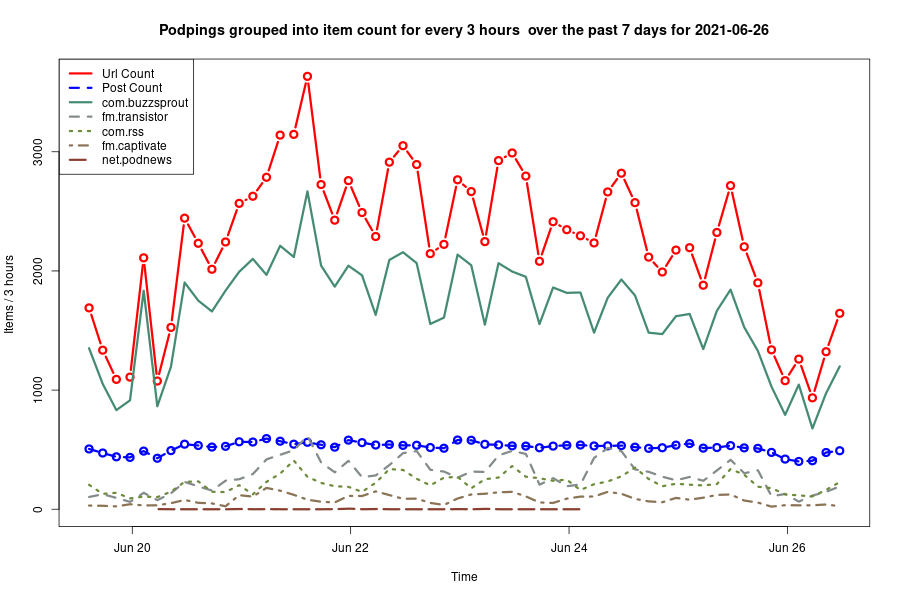 Podpings grouped into item count for every 3 hours  over the past 7 days for 2021-06-26
Url Count
Post Count
com.buzzsprout
fm.transistor
com.rss
fm.captivate
net.podnews
Items / 3 hours
3000
2000
1000
0
Jun 20
Jun 22
Jun 24
Jun 26
Time